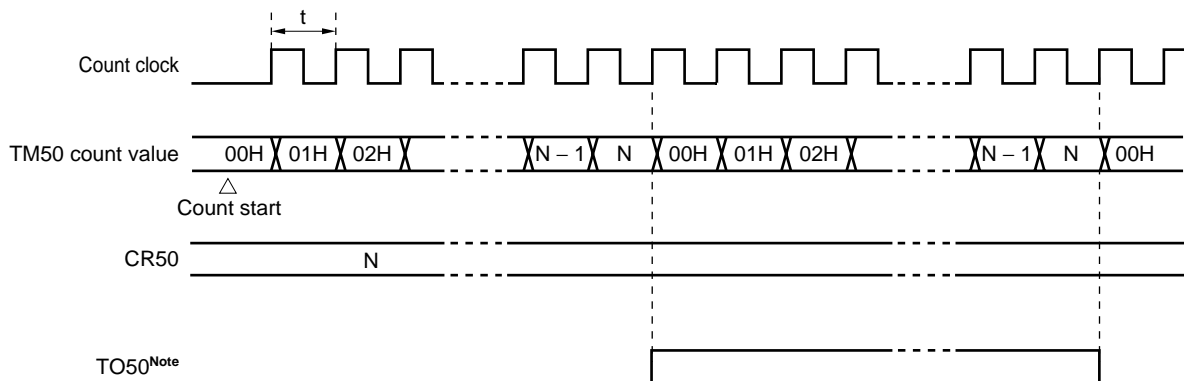 t
Count clock
TM50 count value 00H 01H 02H N − 1 N 00H 01H 02H N − 1 N 00H
Count start
CR50 N
TO50Note